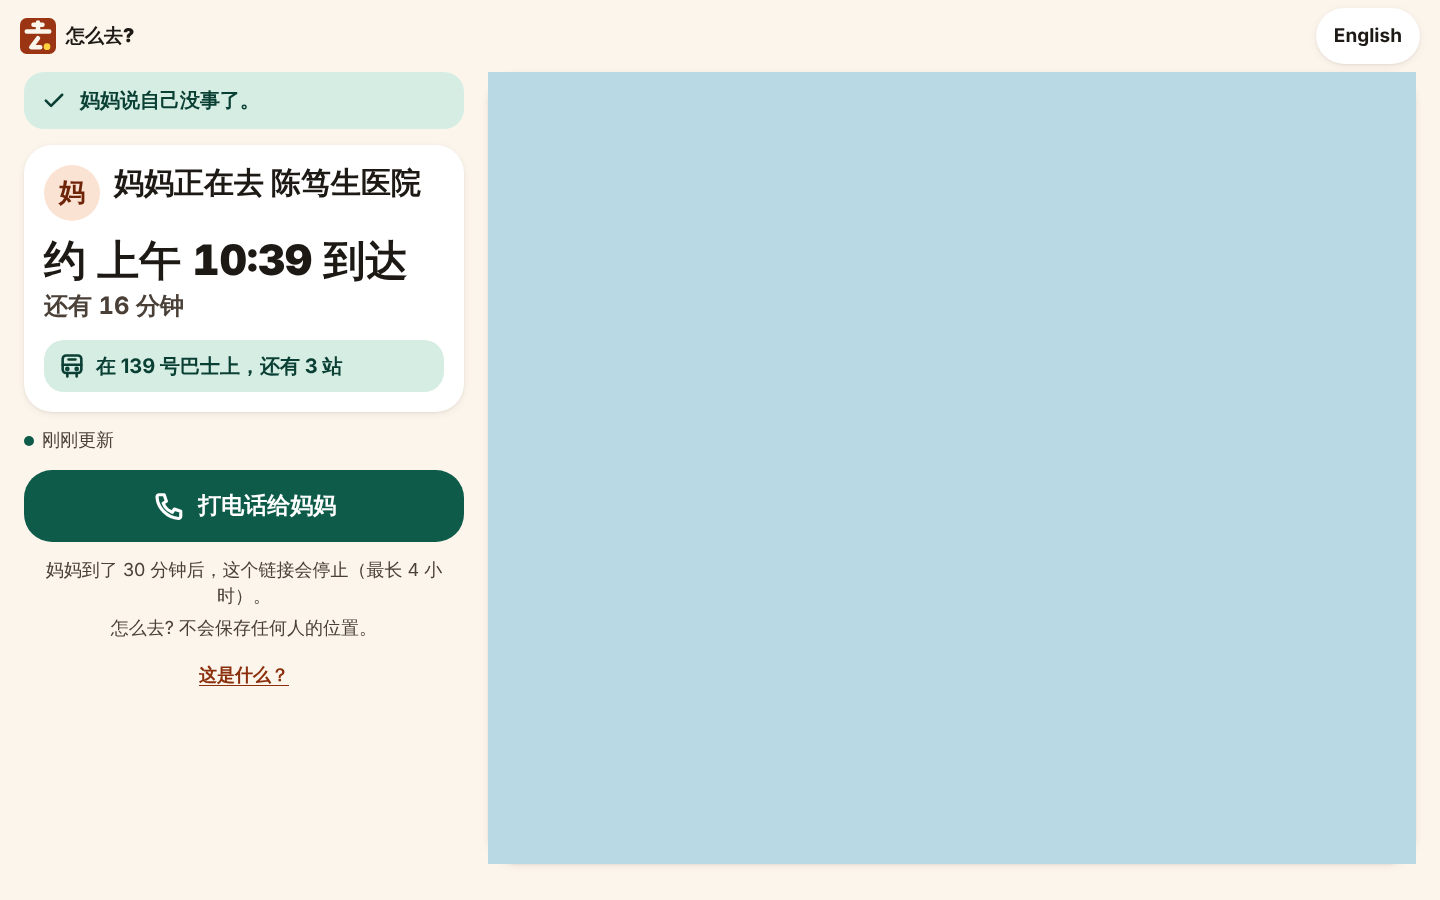 怎么去?
English
妈妈说自己没事了。
妈
妈妈正在去 陈笃生医院
约 上午 10:39 到达
还有 16 分钟
在 139 号巴士上，还有 3 站
刚刚更新
打电话给妈妈
妈妈到了 30 分钟后，这个链接会停止（最长 4 小
时）。
怎么去? 不会保存任何人的位置。
这是什么？